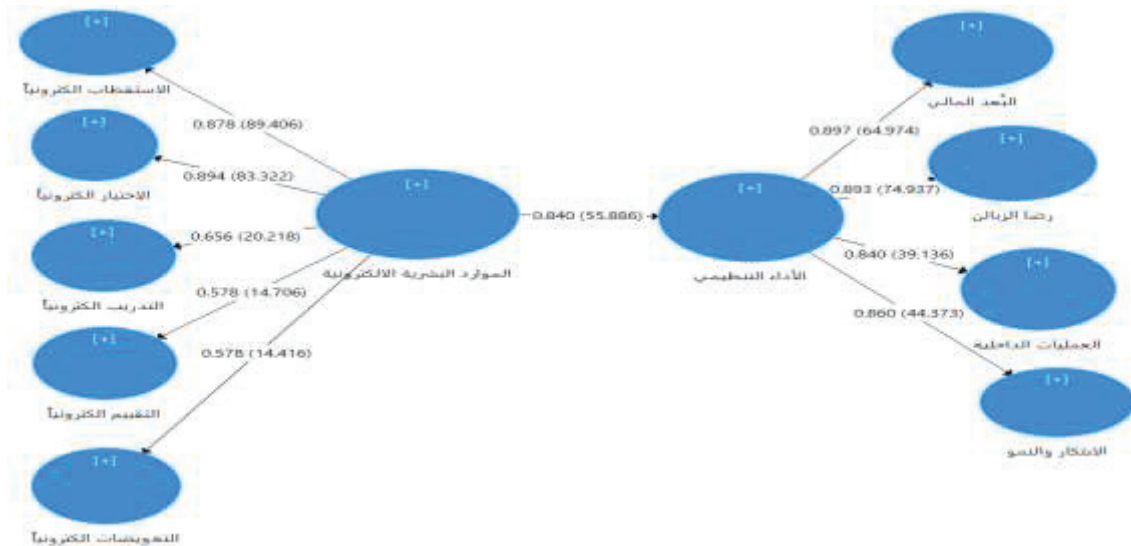 [+]
الاستقطاب الكترونياً
[+]
الاختيار الكترونياً
[+]
التدريب الكترونياً
[+]
التقييم الكترونياً
[+]
التعويضات الكترونياً
0.878 (89.406)
0.894 (83.322)
0.656 (20.218)
0.578 (14.706)
0.578 (14.416)
[+]
الموارد البشرية الالكترونية
0.840 (55.886)
[+]
الأداء التنظيمي
0.897 (64.974)
0.893 (74.937)
0.840 (39.136)
0.860 (44.373)
[+]
البُعد المالي
[+]
رضا الزبائن
[+]
العمليات الداخلية
[+]
الابتكار والنمو